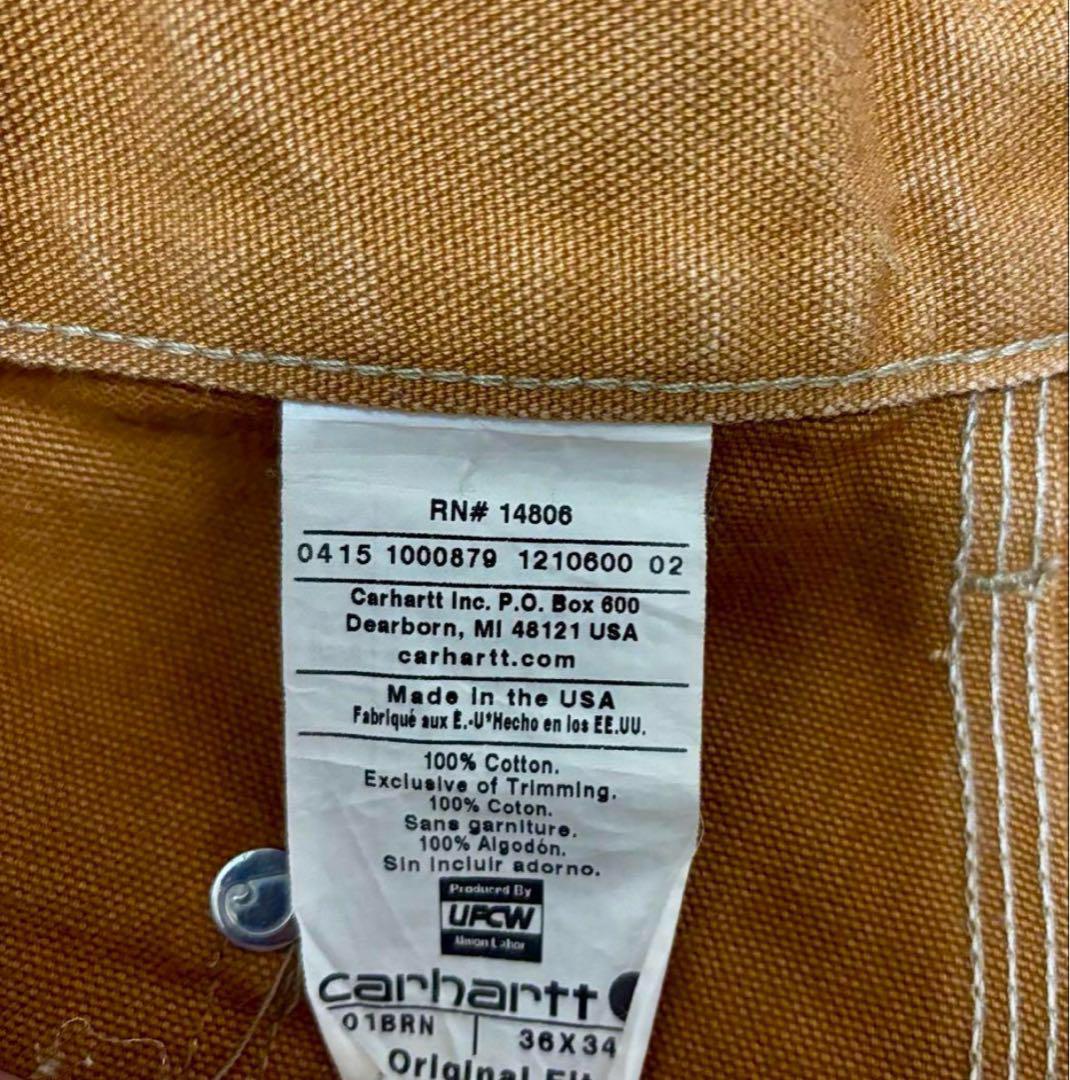 RN# 14806
0415 1000879 1210600 02
Carhartt Inc. P.O. Box 600
Dearborn, MI 48121 USA
carhartt.com
Made in the USA
Fabriqué aux É.-U*Hecho en los EE.UU.
100% Cotton.
Exclusive of Trimming.
100% Coton.
Sans garniture.
100% Algodón.
Sin incluir adorno.
Produced By
UFCW
Union Labor
carhartt
01BRN | 36X34
Original Fit